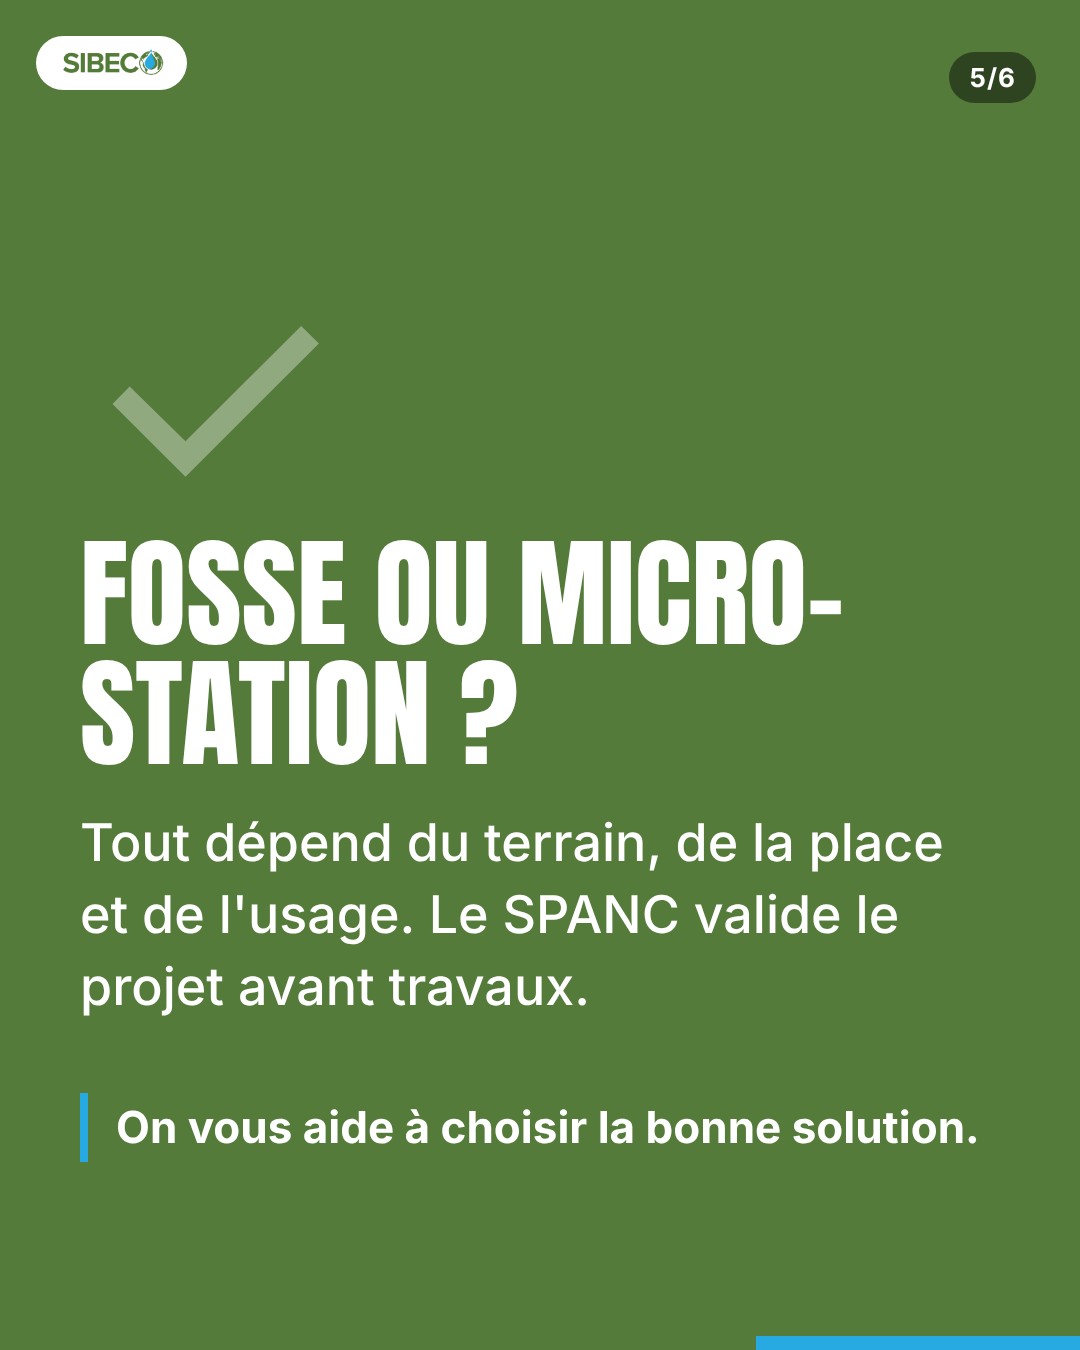 SIBECO
5/6
FOSSE OU MICRO-
STATION ?
Tout dépend du terrain, de la place
et de l'usage. Le SPANC valide le
projet avant travaux.
On vous aide à choisir la bonne solution.